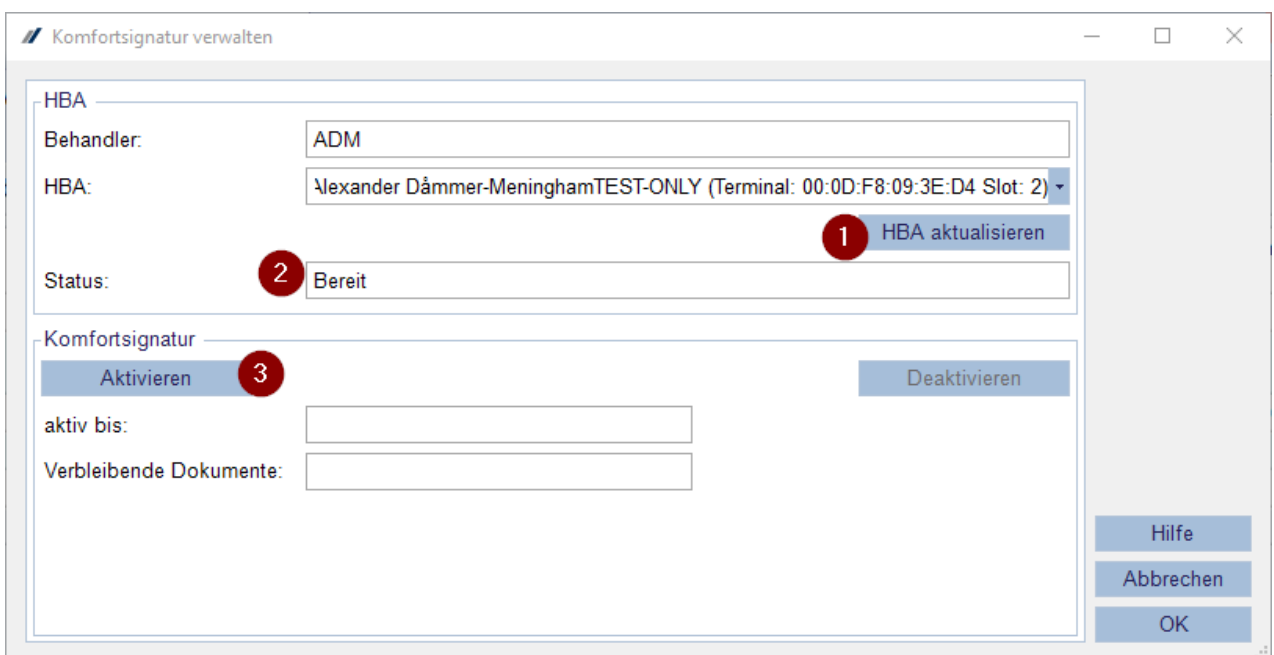 Komfortsignatur verwalten
HBA
Behandler: ADM
HBA: Alexander Dåmmer-MeninghamTEST-ONLY (Terminal: 00:0D:F8:09:3E:D4 Slot: 2)
1 HBA aktualisieren
Status: 2 Bereit
Komfortsignatur
Aktivieren 3 Deaktivieren
aktiv bis:
Verbleibende Dokumente:
Hilfe
Abbrechen
OK